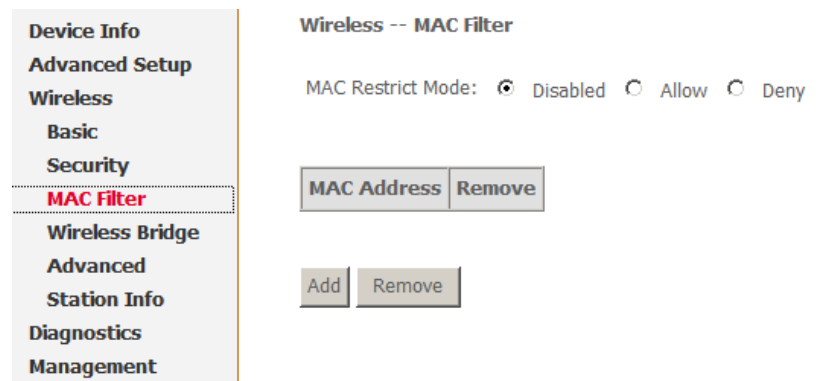 Device Info
Advanced Setup
Wireless
Basic
Security
MAC Filter
Wireless Bridge
Advanced
Station Info
Diagnostics
Management
Wireless -- MAC Filter
MAC Restrict Mode: Disabled Allow Deny
MAC Address Remove
Add Remove